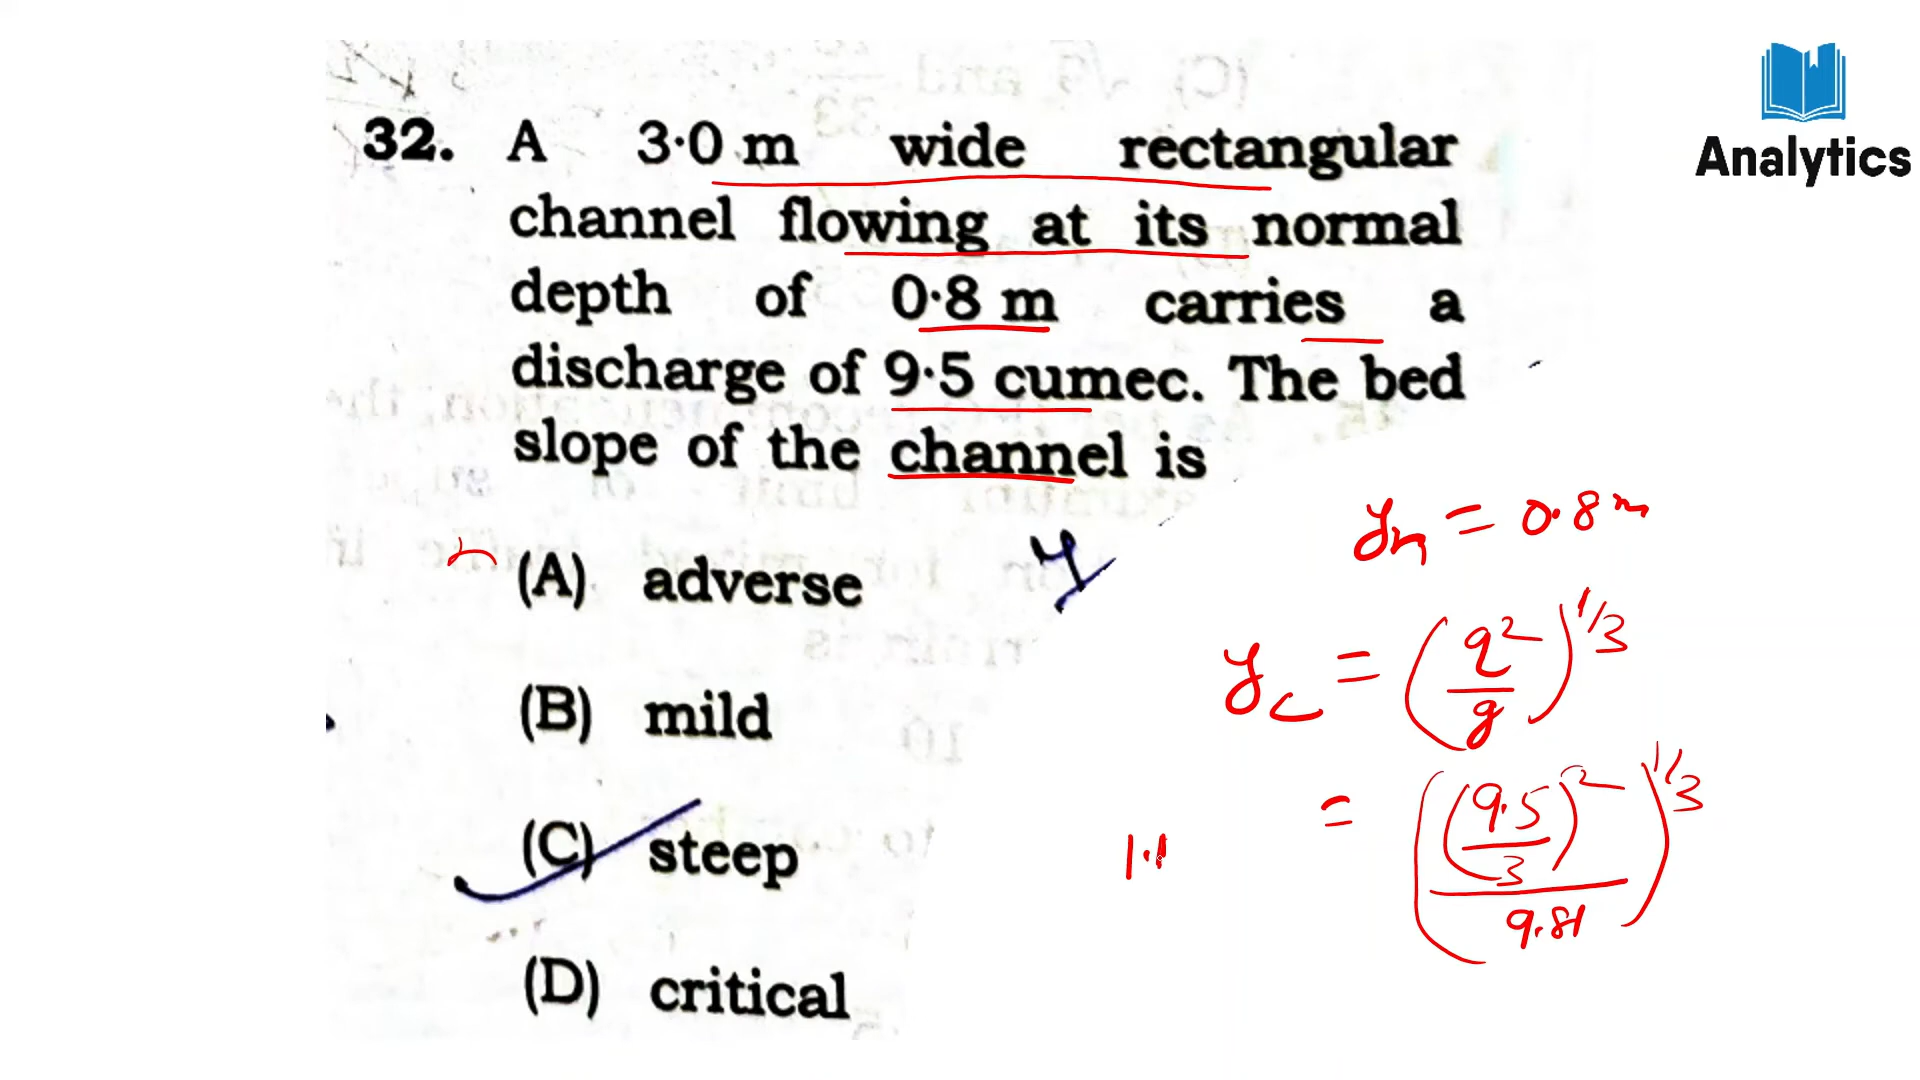 Analytics
32. A 3·0 m wide rectangular
channel flowing at its normal
depth of 0·8 m carries a
discharge of 9·5 cumec. The bed
slope of the channel is
(A) adverse
(B) mild
(C) steep
(D) critical
y
yn = 0.8 m
yc = (q²/g)^1/3
= ((9.5/3)²/9.81)^1/3
1.1